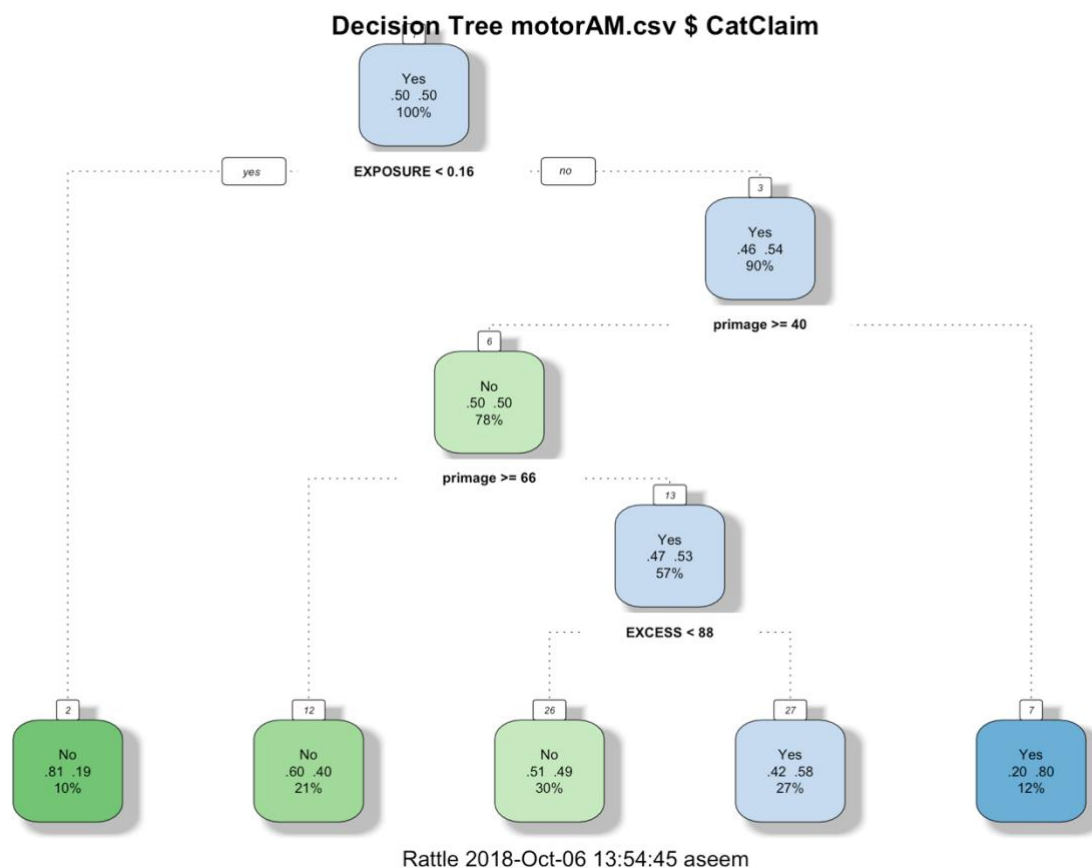 Decision Tree motorAM.csv $ CatClaim
Yes
.50 .50
100%
yes
EXPOSURE < 0.16
no
3
Yes
.46 .54
90%
primage >= 40
6
No
.50 .50
78%
primage >= 66
13
Yes
.47 .53
57%
EXCESS < 88
2
No
.81 .19
10%
12
No
.60 .40
21%
26
No
.51 .49
30%
27
Yes
.42 .58
27%
7
Yes
.20 .80
12%
Rattle 2018-Oct-06 13:54:45 aseem